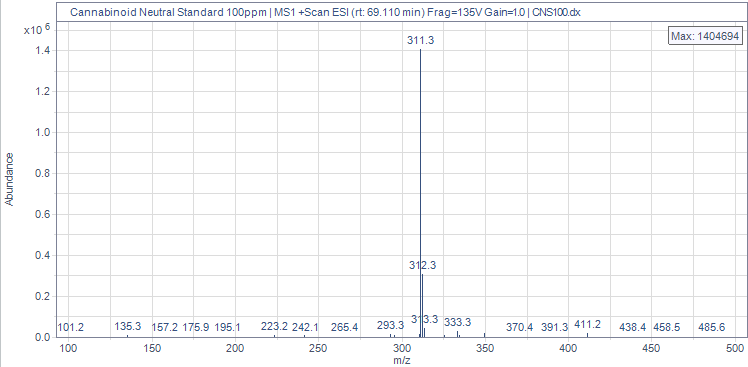 Cannabinoid Neutral Standard 100ppm | MS1 +Scan ESI (rt: 69.110 min) Frag=135V Gain=1.0 | CNS100.dx
x10 6
Max: 1404694
311.3
1.4
1.2
1.0
0.8
0.6
0.4
0.2
0.0
Abundance
312.3
313.3
101.2 135.3 157.2 175.9 195.1 223.2 242.1 265.4 293.3 333.3 370.4 391.3 411.2 438.4 458.5 485.6
100 150 200 250 300 350 400 450 500
m/z